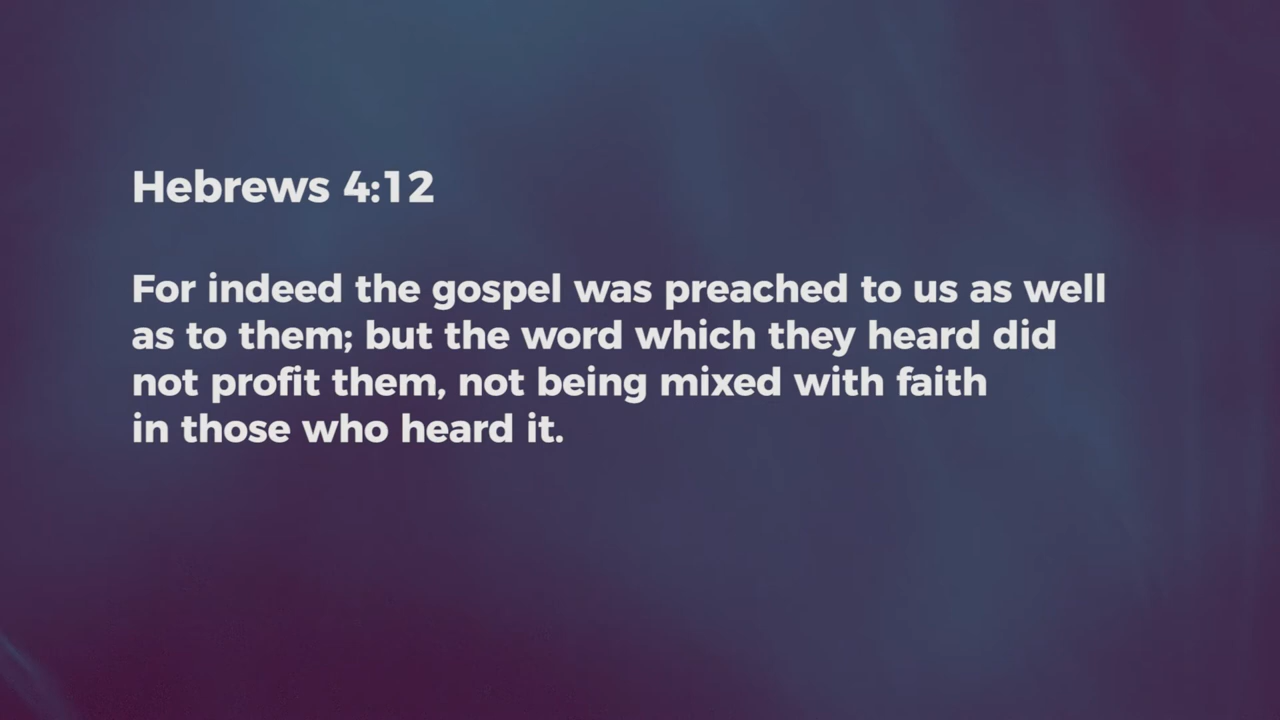 Hebrews 4:12
For indeed the gospel was preached to us as well
as to them; but the word which they heard did
not profit them, not being mixed with faith
in those who heard it.